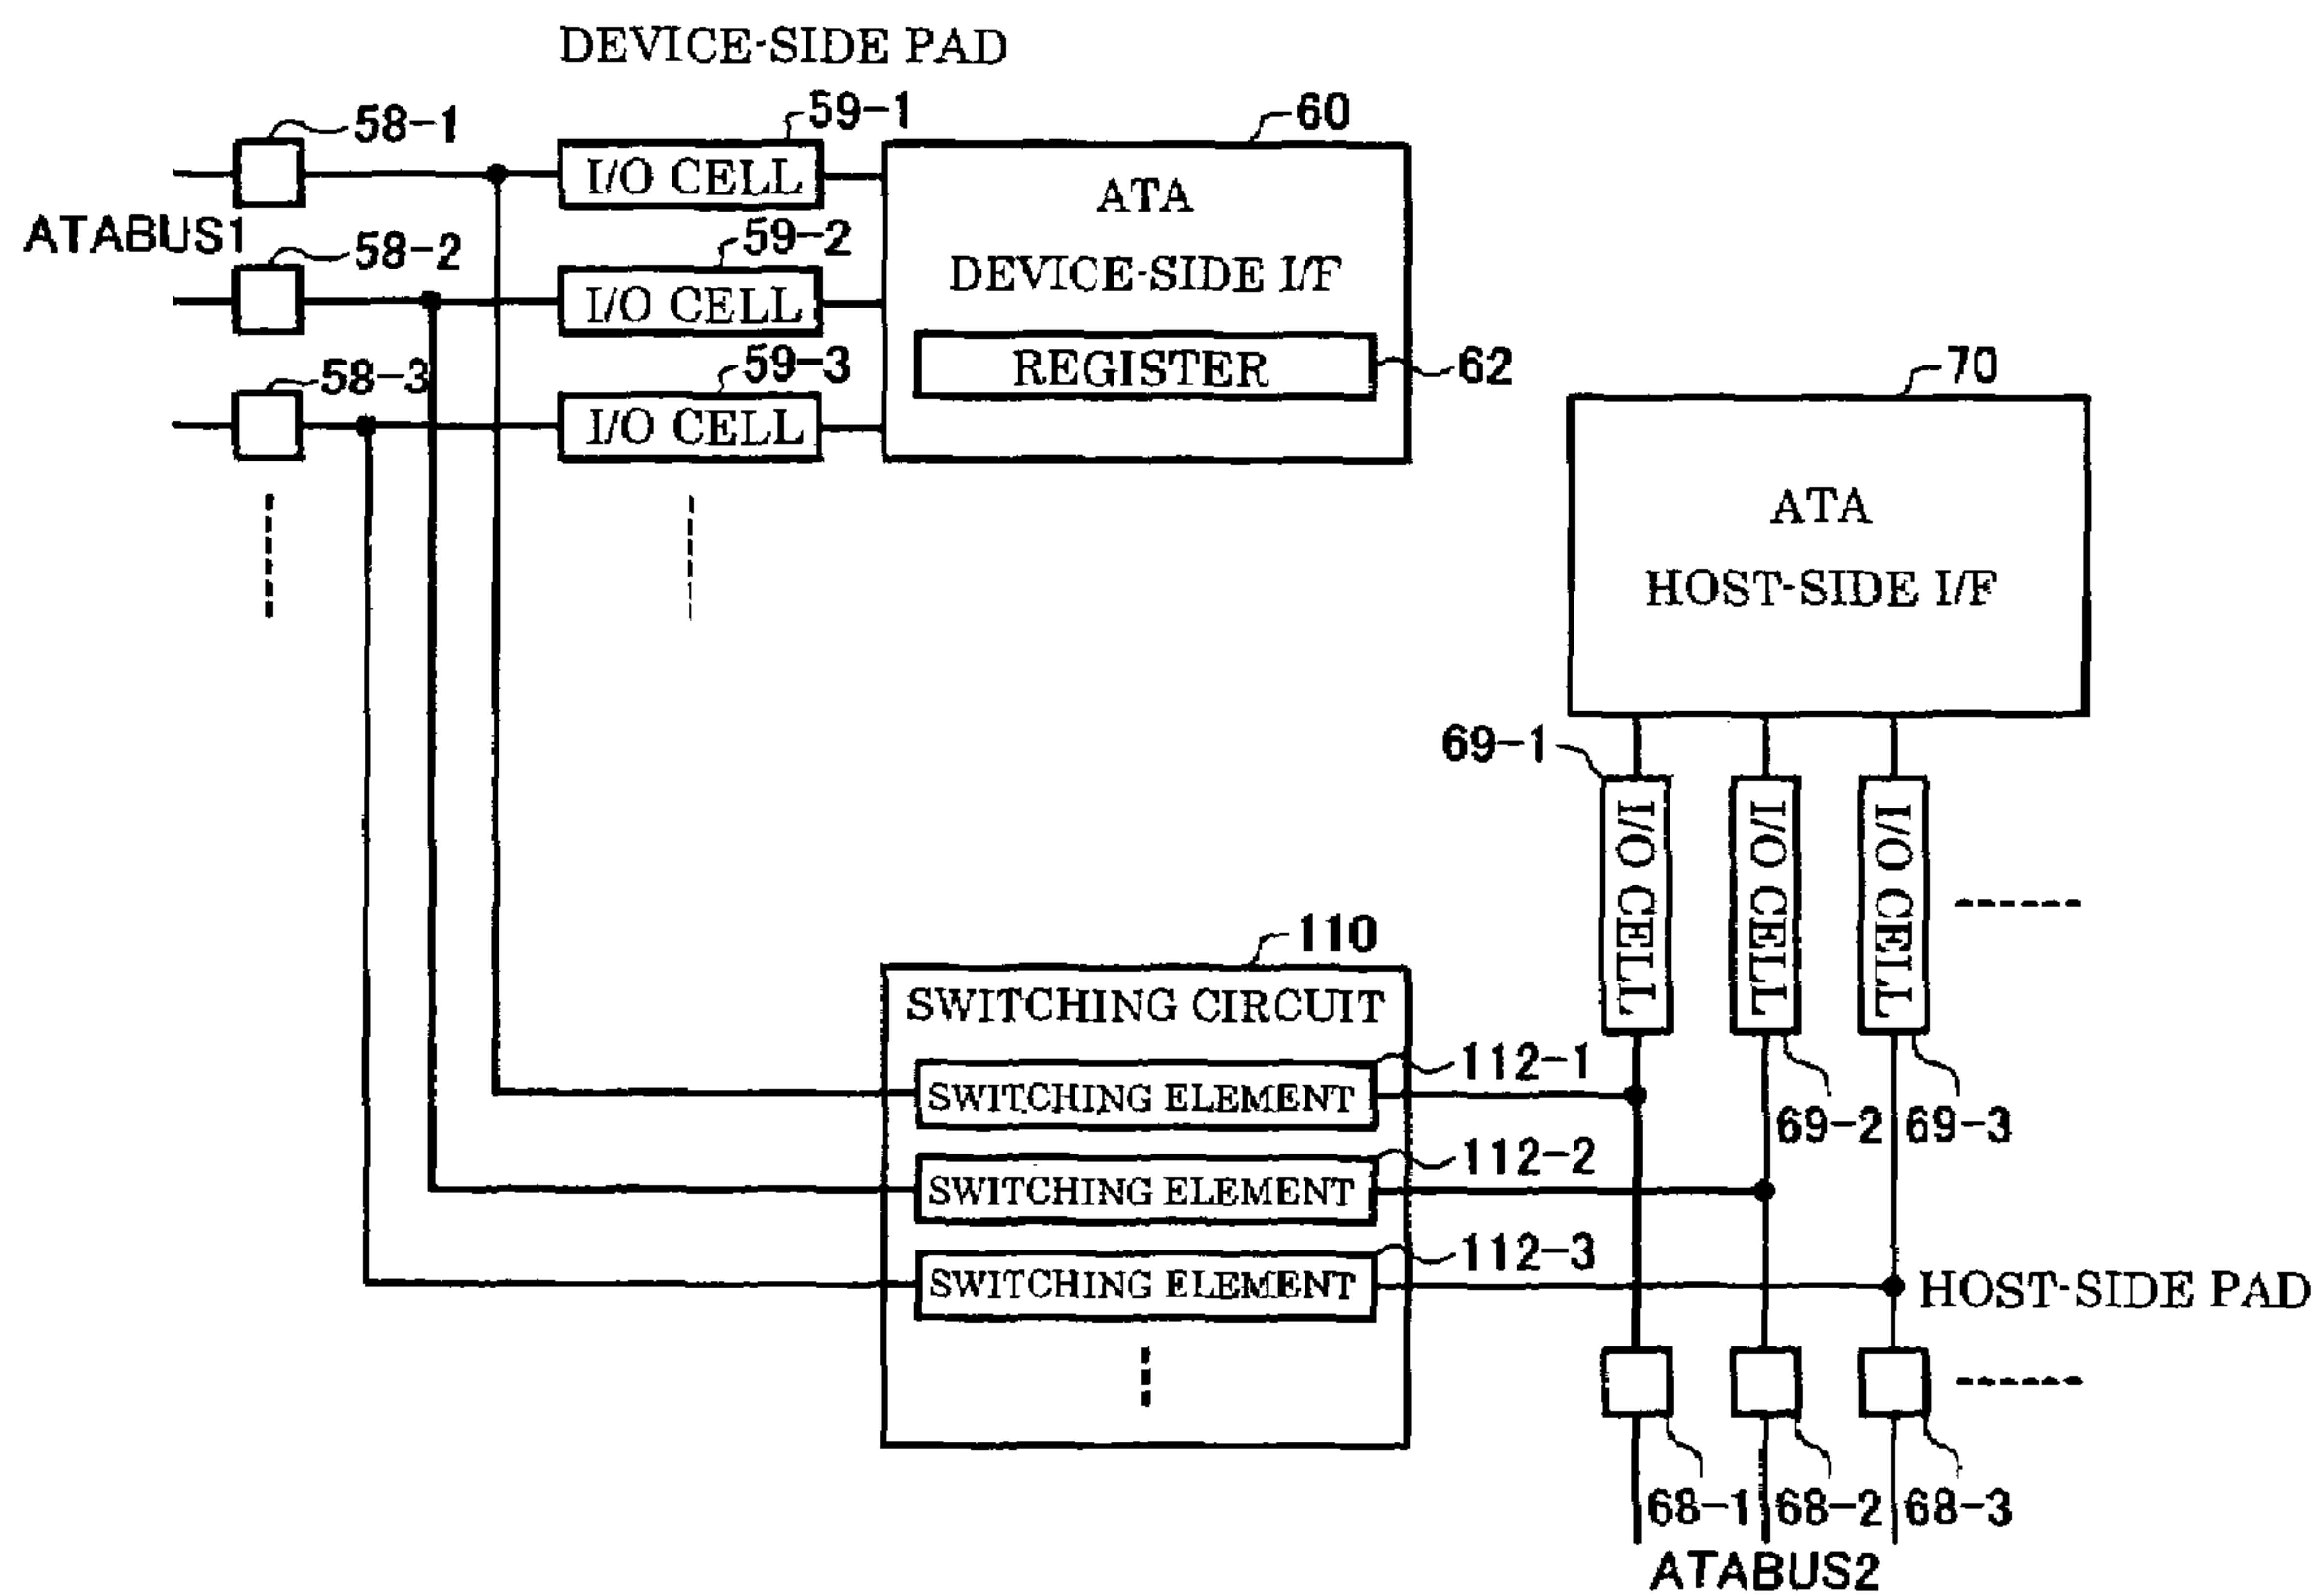 DEVICE-SIDE PAD
58-1
59-1
60
I/O CELL
ATA
ATABUS1
58-2
59-2
DEVICE-SIDE I/F
I/O CELL
58-3
59-3
REGISTER
62
70
I/O CELL
ATA
HOST-SIDE I/F
69-1
I/O CELL
I/O CELL
I/O CELL
110
SWITCHING CIRCUIT
112-1
SWITCHING ELEMENT
69-2
69-3
112-2
SWITCHING ELEMENT
112-3
SWITCHING ELEMENT
HOST-SIDE PAD
68-1
68-2
68-3
ATABUS2